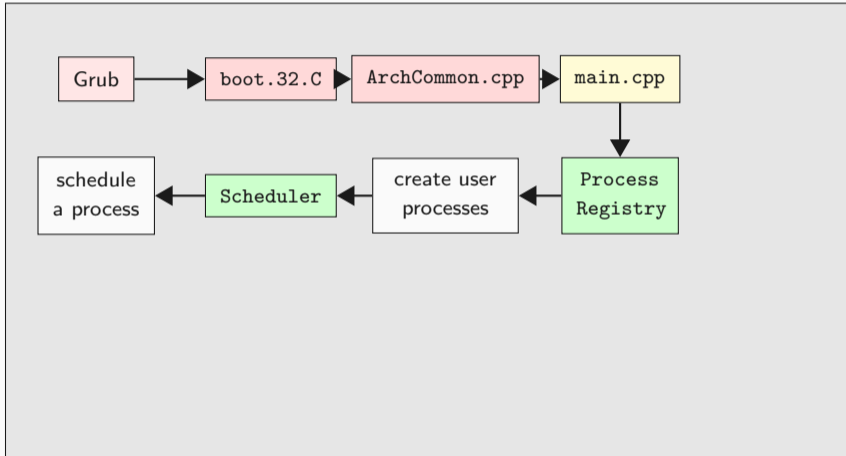 Grub
boot.32.C
ArchCommon.cpp
main.cpp
schedule
a process
Scheduler
create user
processes
Process
Registry